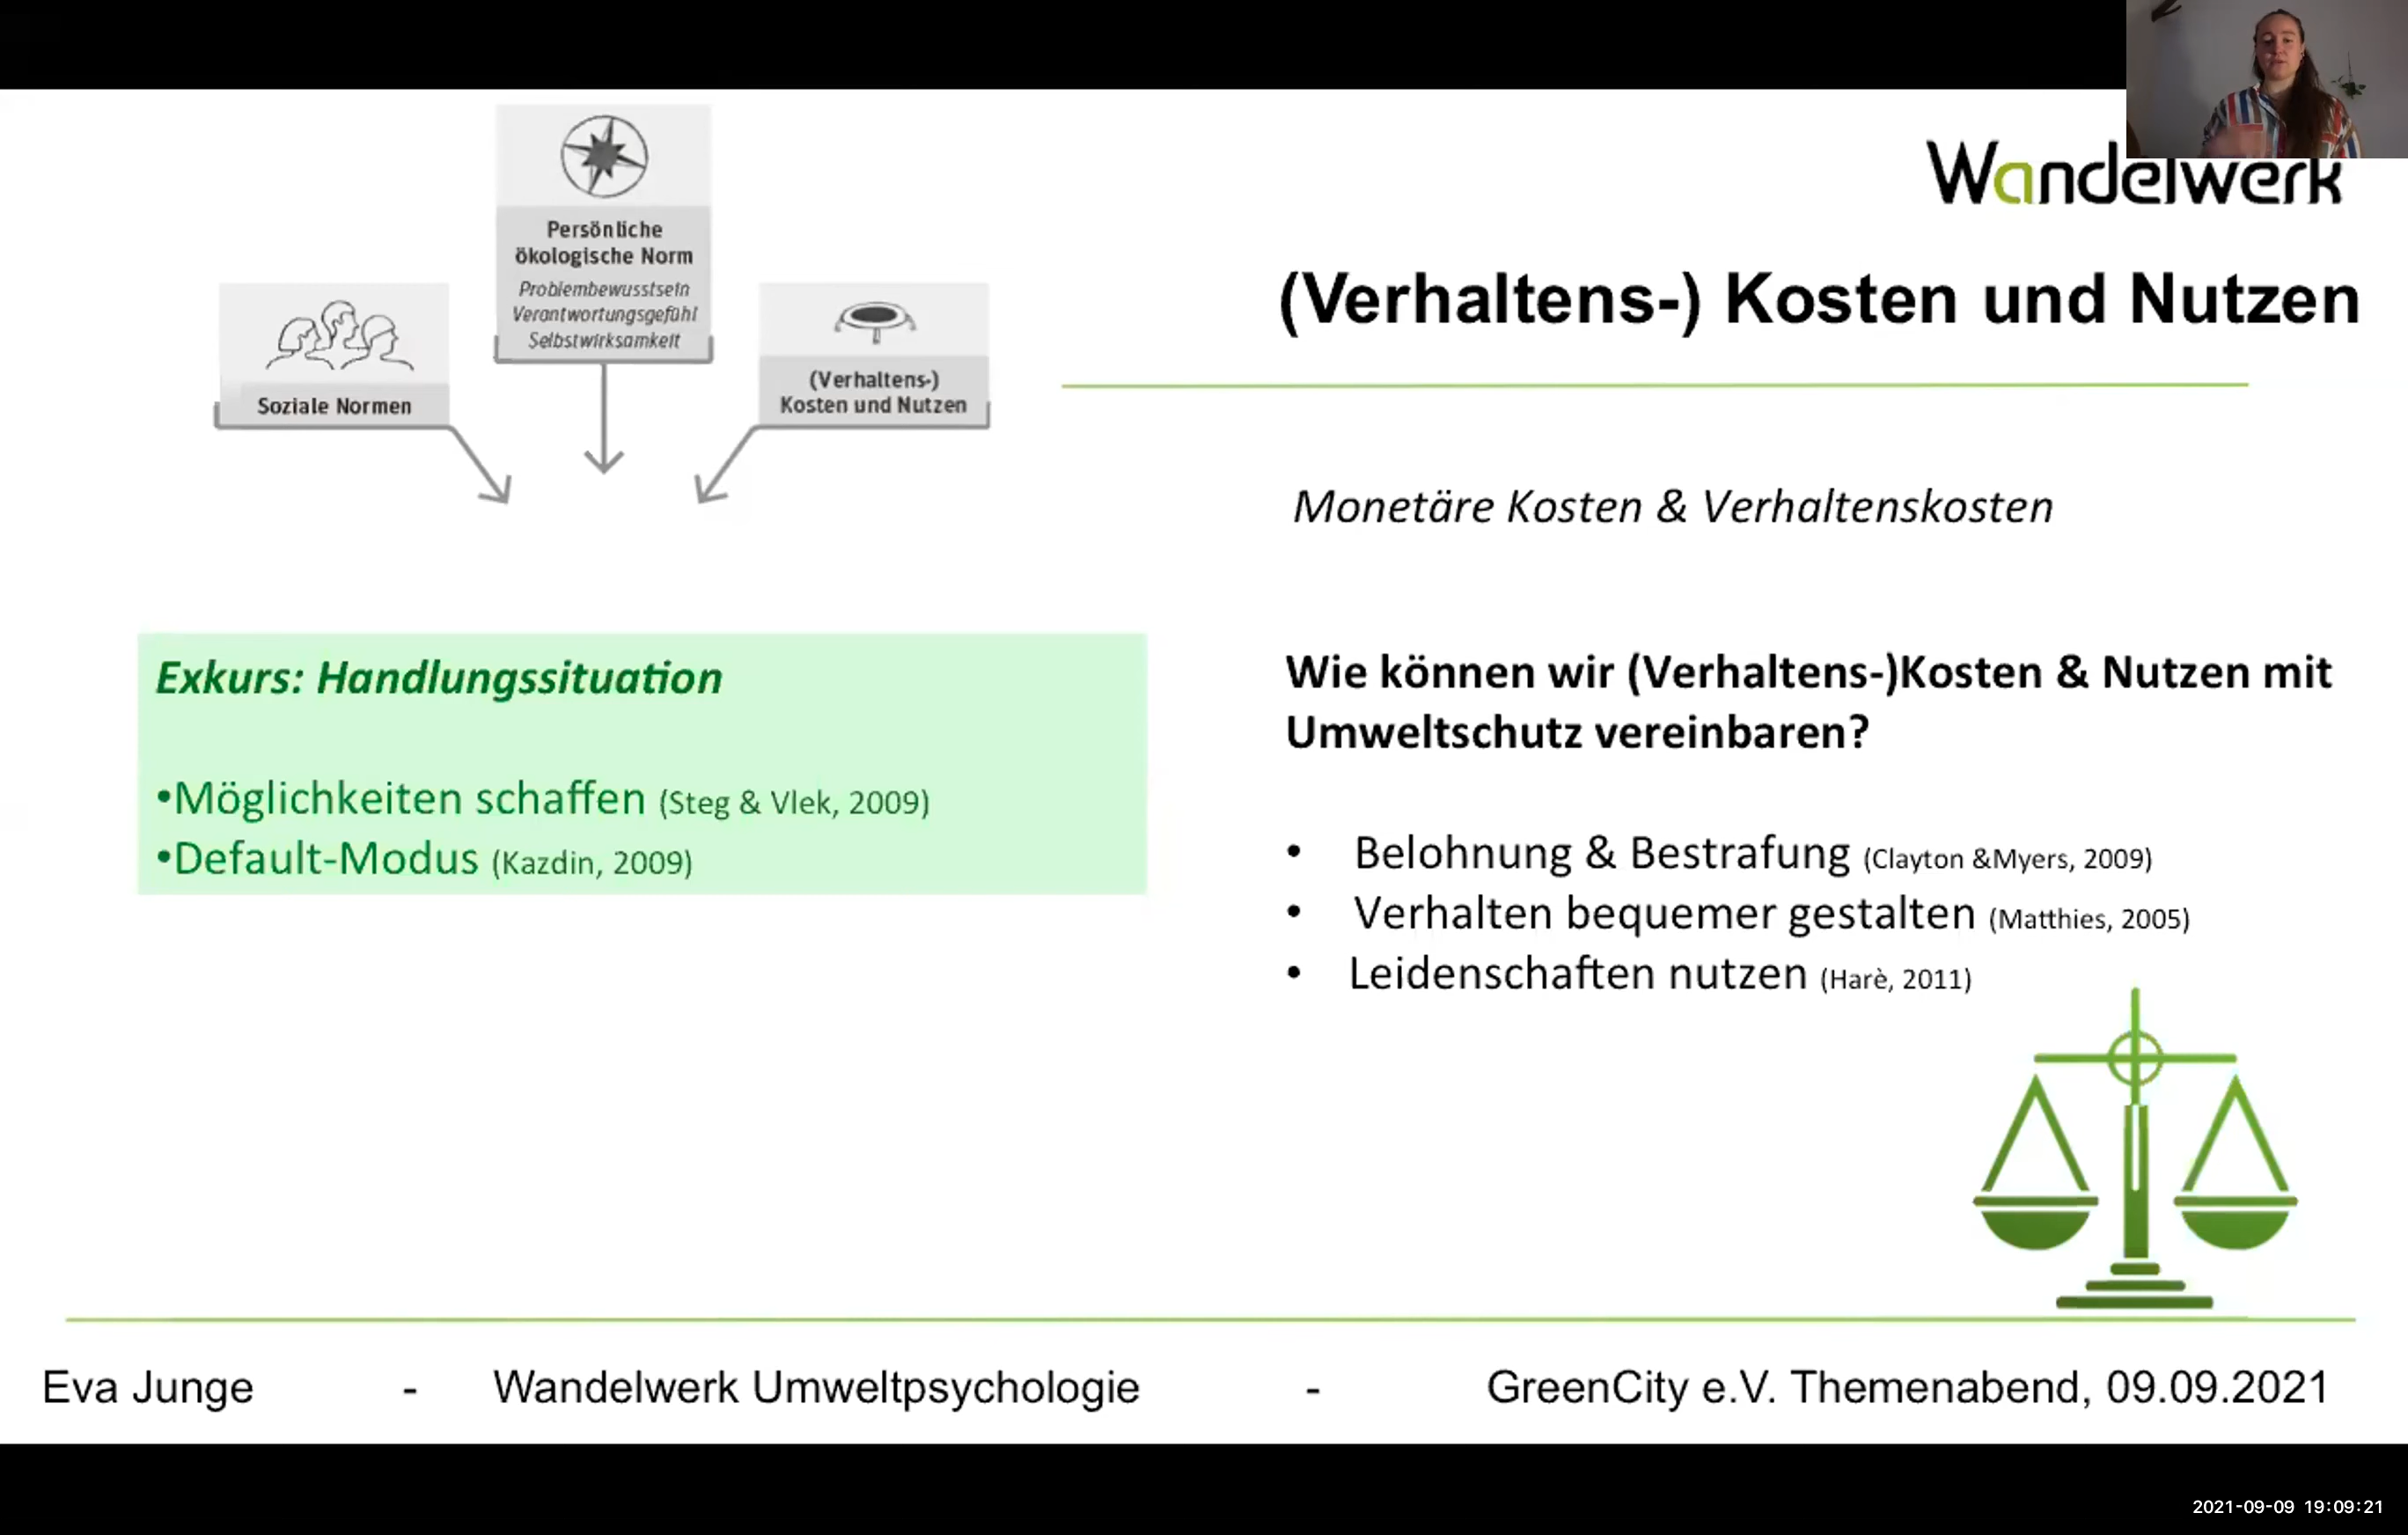 Wandelwerk
(Verhaltens-) Kosten und Nutzen
Persönliche
ökologische Norm
Problembewusstsein
Verantwortungsgefühl
Selbstwirksamkeit
Soziale Normen
(Verhaltens-)
Kosten und Nutzen
Monetäre Kosten & Verhaltenskosten
Exkurs: Handlungssituation
•Möglichkeiten schaffen (Steg & Vlek, 2009)
•Default-Modus (Kazdin, 2009)
Wie können wir (Verhaltens-)Kosten & Nutzen mit
Umweltschutz vereinbaren?
• Belohnung & Bestrafung (Clayton &Myers, 2009)
• Verhalten bequemer gestalten (Matthies, 2005)
• Leidenschaften nutzen (Harè, 2011)
Eva Junge - Wandelwerk Umweltpsychologie - GreenCity e.V. Themenabend, 09.09.2021
2021-09-09 19:09:21